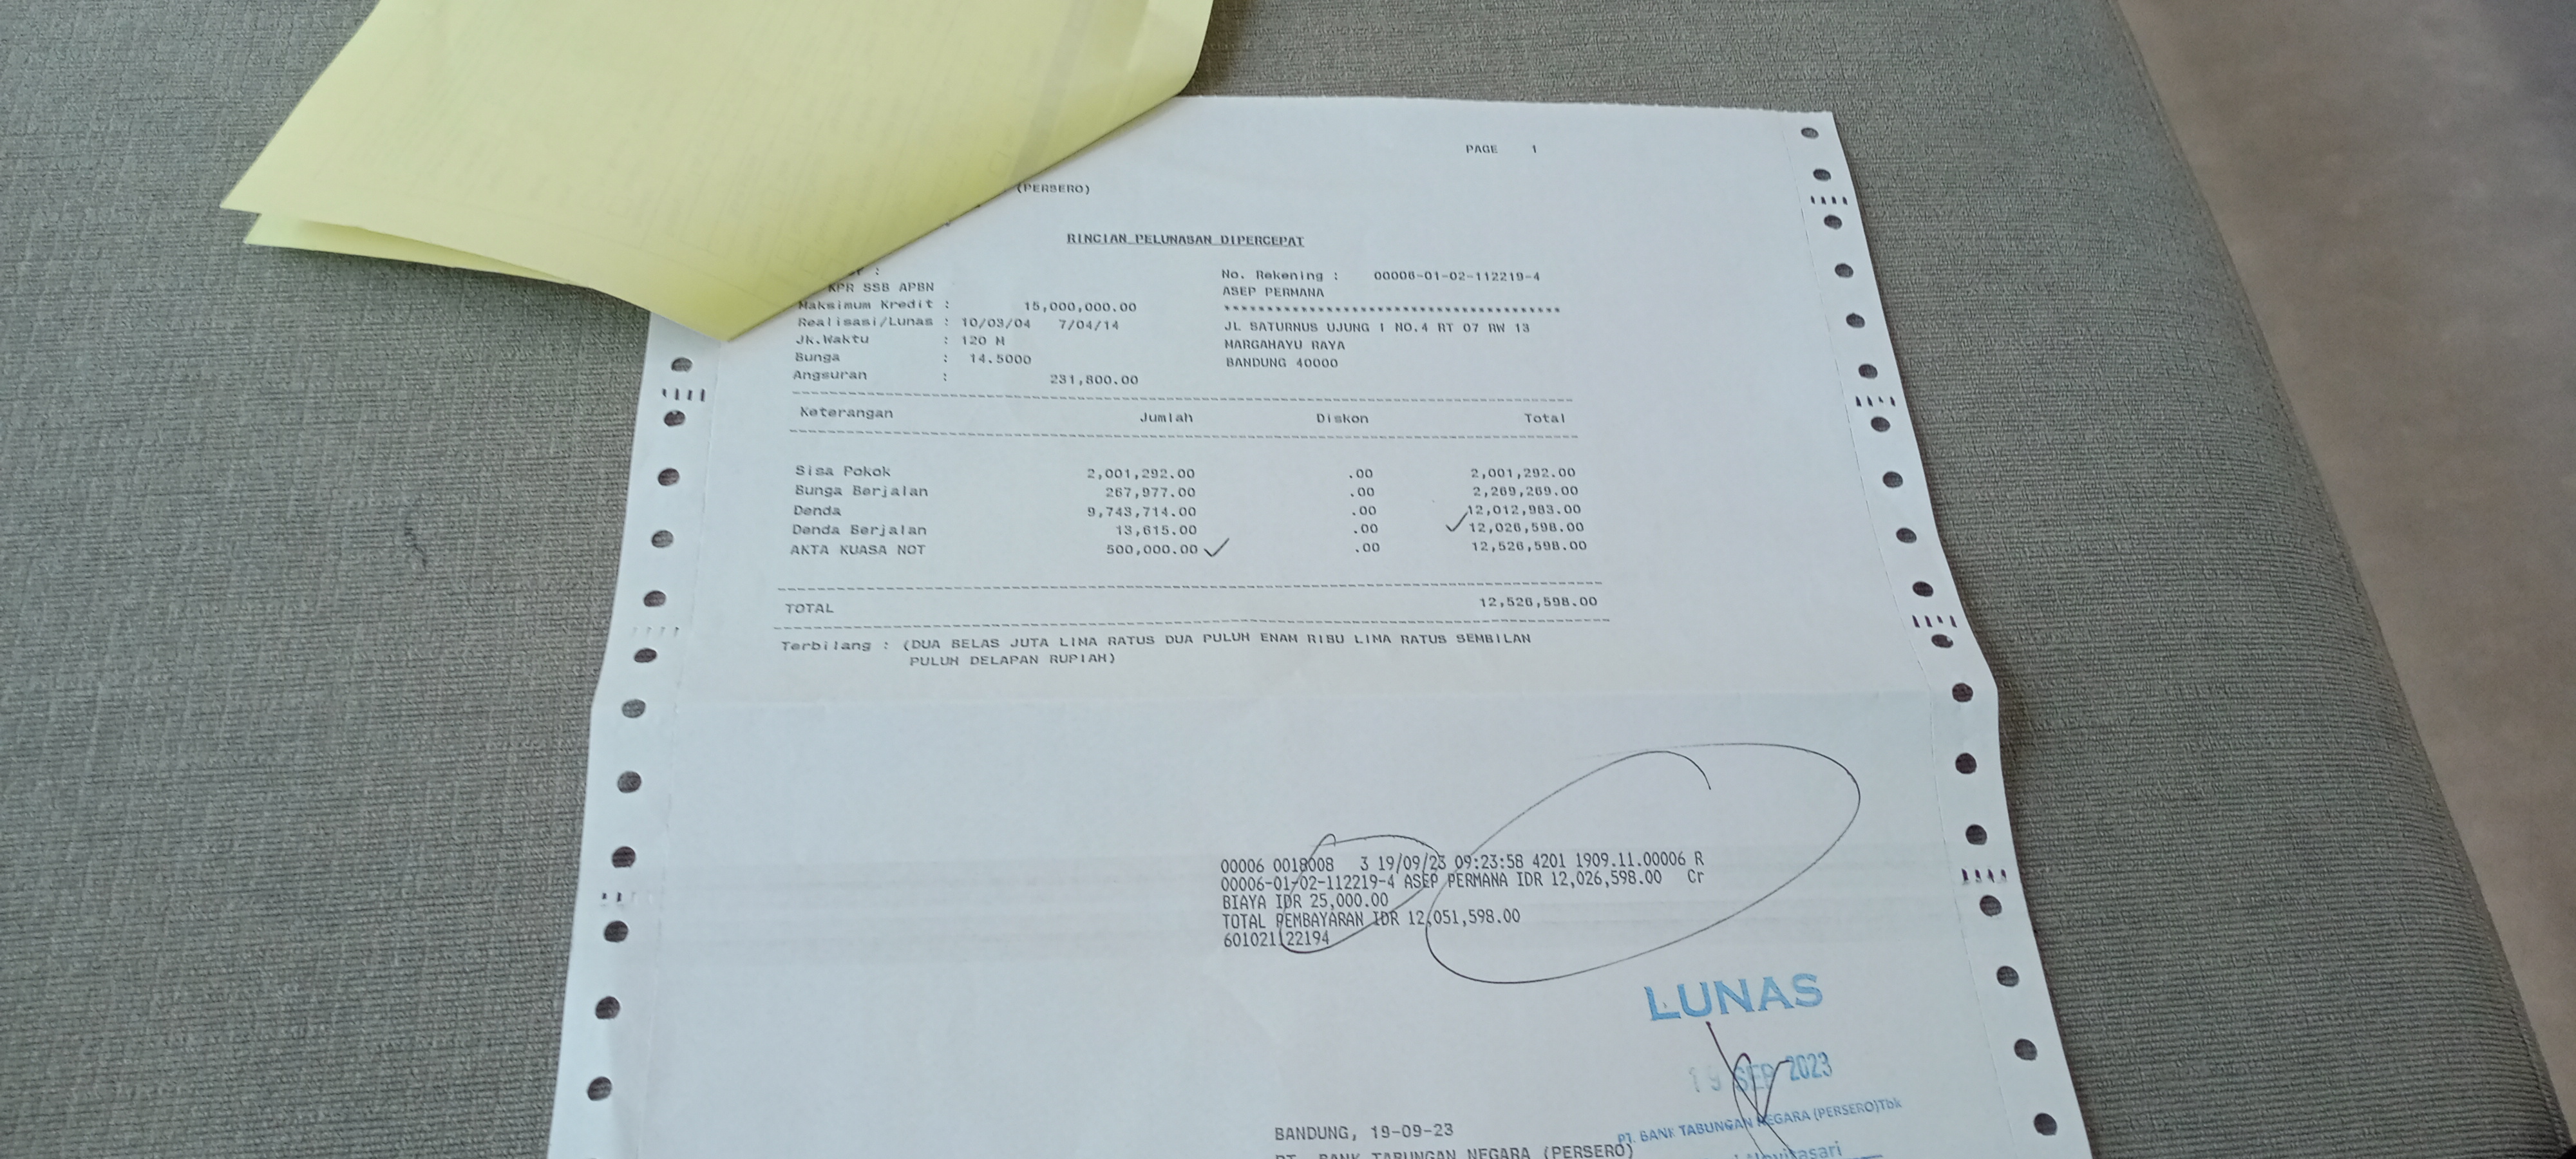 PAGE 1
(PERSERO)
RINCIAN PELUNASAN DIPERCEPAT
KPR SSB APBN
No. Rekening : 00006-01-02-112219-4
ASEP PERMANA
Maksimum Kredit : 15,000,000.00
*****************************************
Realisasi/Lunas : 10/03/04 7/04/14
JL SATURNUS UJUNG I NO.4 RT 07 RW 13
Jk.Waktu : 120 M
MARGAHAYU RAYA
Bunga : 14.5000
BANDUNG 40000
Angsuran : 231,800.00
Keterangan Jumlah Diskon Total
Sisa Pokok 2,001,292.00 .00 2,001,292.00
Bunga Berjalan 267,977.00 .00 2,269,269.00
Denda 9,743,714.00 .00 12,012,983.00
Denda Berjalan 13,615.00 .00 12,026,598.00
AKTA KUASA NOT 500,000.00 .00 12,526,598.00
TOTAL 12,526,598.00
Terbilang : (DUA BELAS JUTA LIMA RATUS DUA PULUH ENAM RIBU LIMA RATUS SEMBILAN
PULUH DELAPAN RUPIAH)
00006 0018008 3 19/09/23 09:23:58 4201 1909.11.00006 R
00006-01-02-112219-4 ASEP PERMANA IDR 12,026,598.00 Cr
BIAYA IDR 25,000.00
TOTAL PEMBAYARAN IDR 12,051,598.00
601021122194
LUNAS
19 SEP 2023
PT. BANK TABUNGAN NEGARA (PERSERO)Tbk
BANDUNG, 19-09-23
PT. BANK TABUNGAN NEGARA (PERSERO)